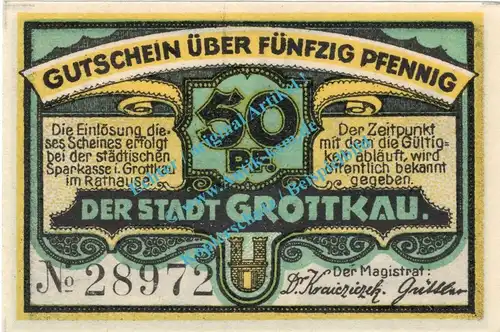 GUTSCHEIN ÜBER FÜNFZIG PFENNIG
50
PF.
Die Einlösung die=
ses Scheines erfolgt
bei der städtischen
Sparkasse i. Grottkau
im Rathause.
Der Zeitpunkt
mit dem die Gültig=
keit abläuft, wird
öffentlich bekannt
gegeben.
DER STADT GROTTKAU.
No 28972
Der Magistrat: